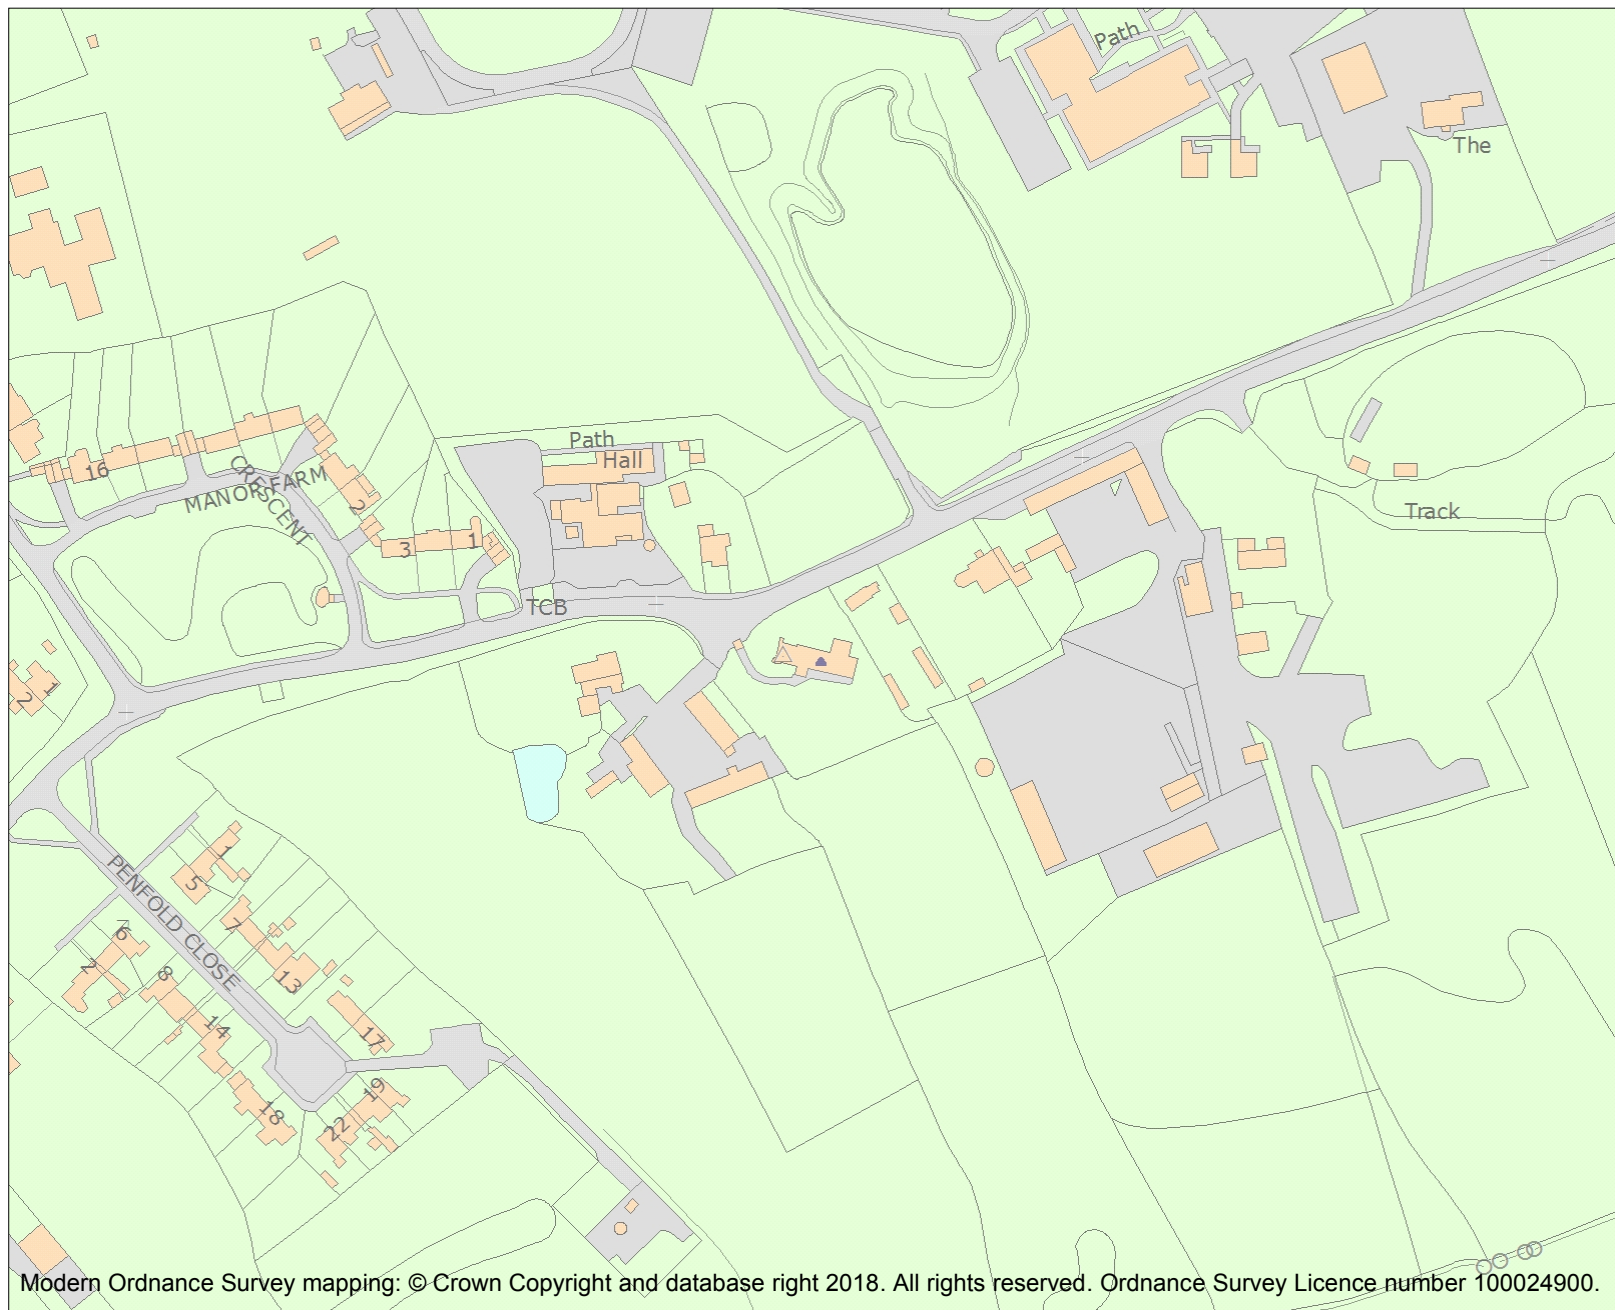 Path
The
Path
Hall
16
MANOR FARM
CRESCENT
2
3
1
Track
TCB
1
2
PENFOLD CLOSE
1
5
7
6
2
8
13
14
17
18
19
22
Modern Ordnance Survey mapping: © Crown Copyright and database right 2018. All rights reserved. Ordnance Survey Licence number 100024900.